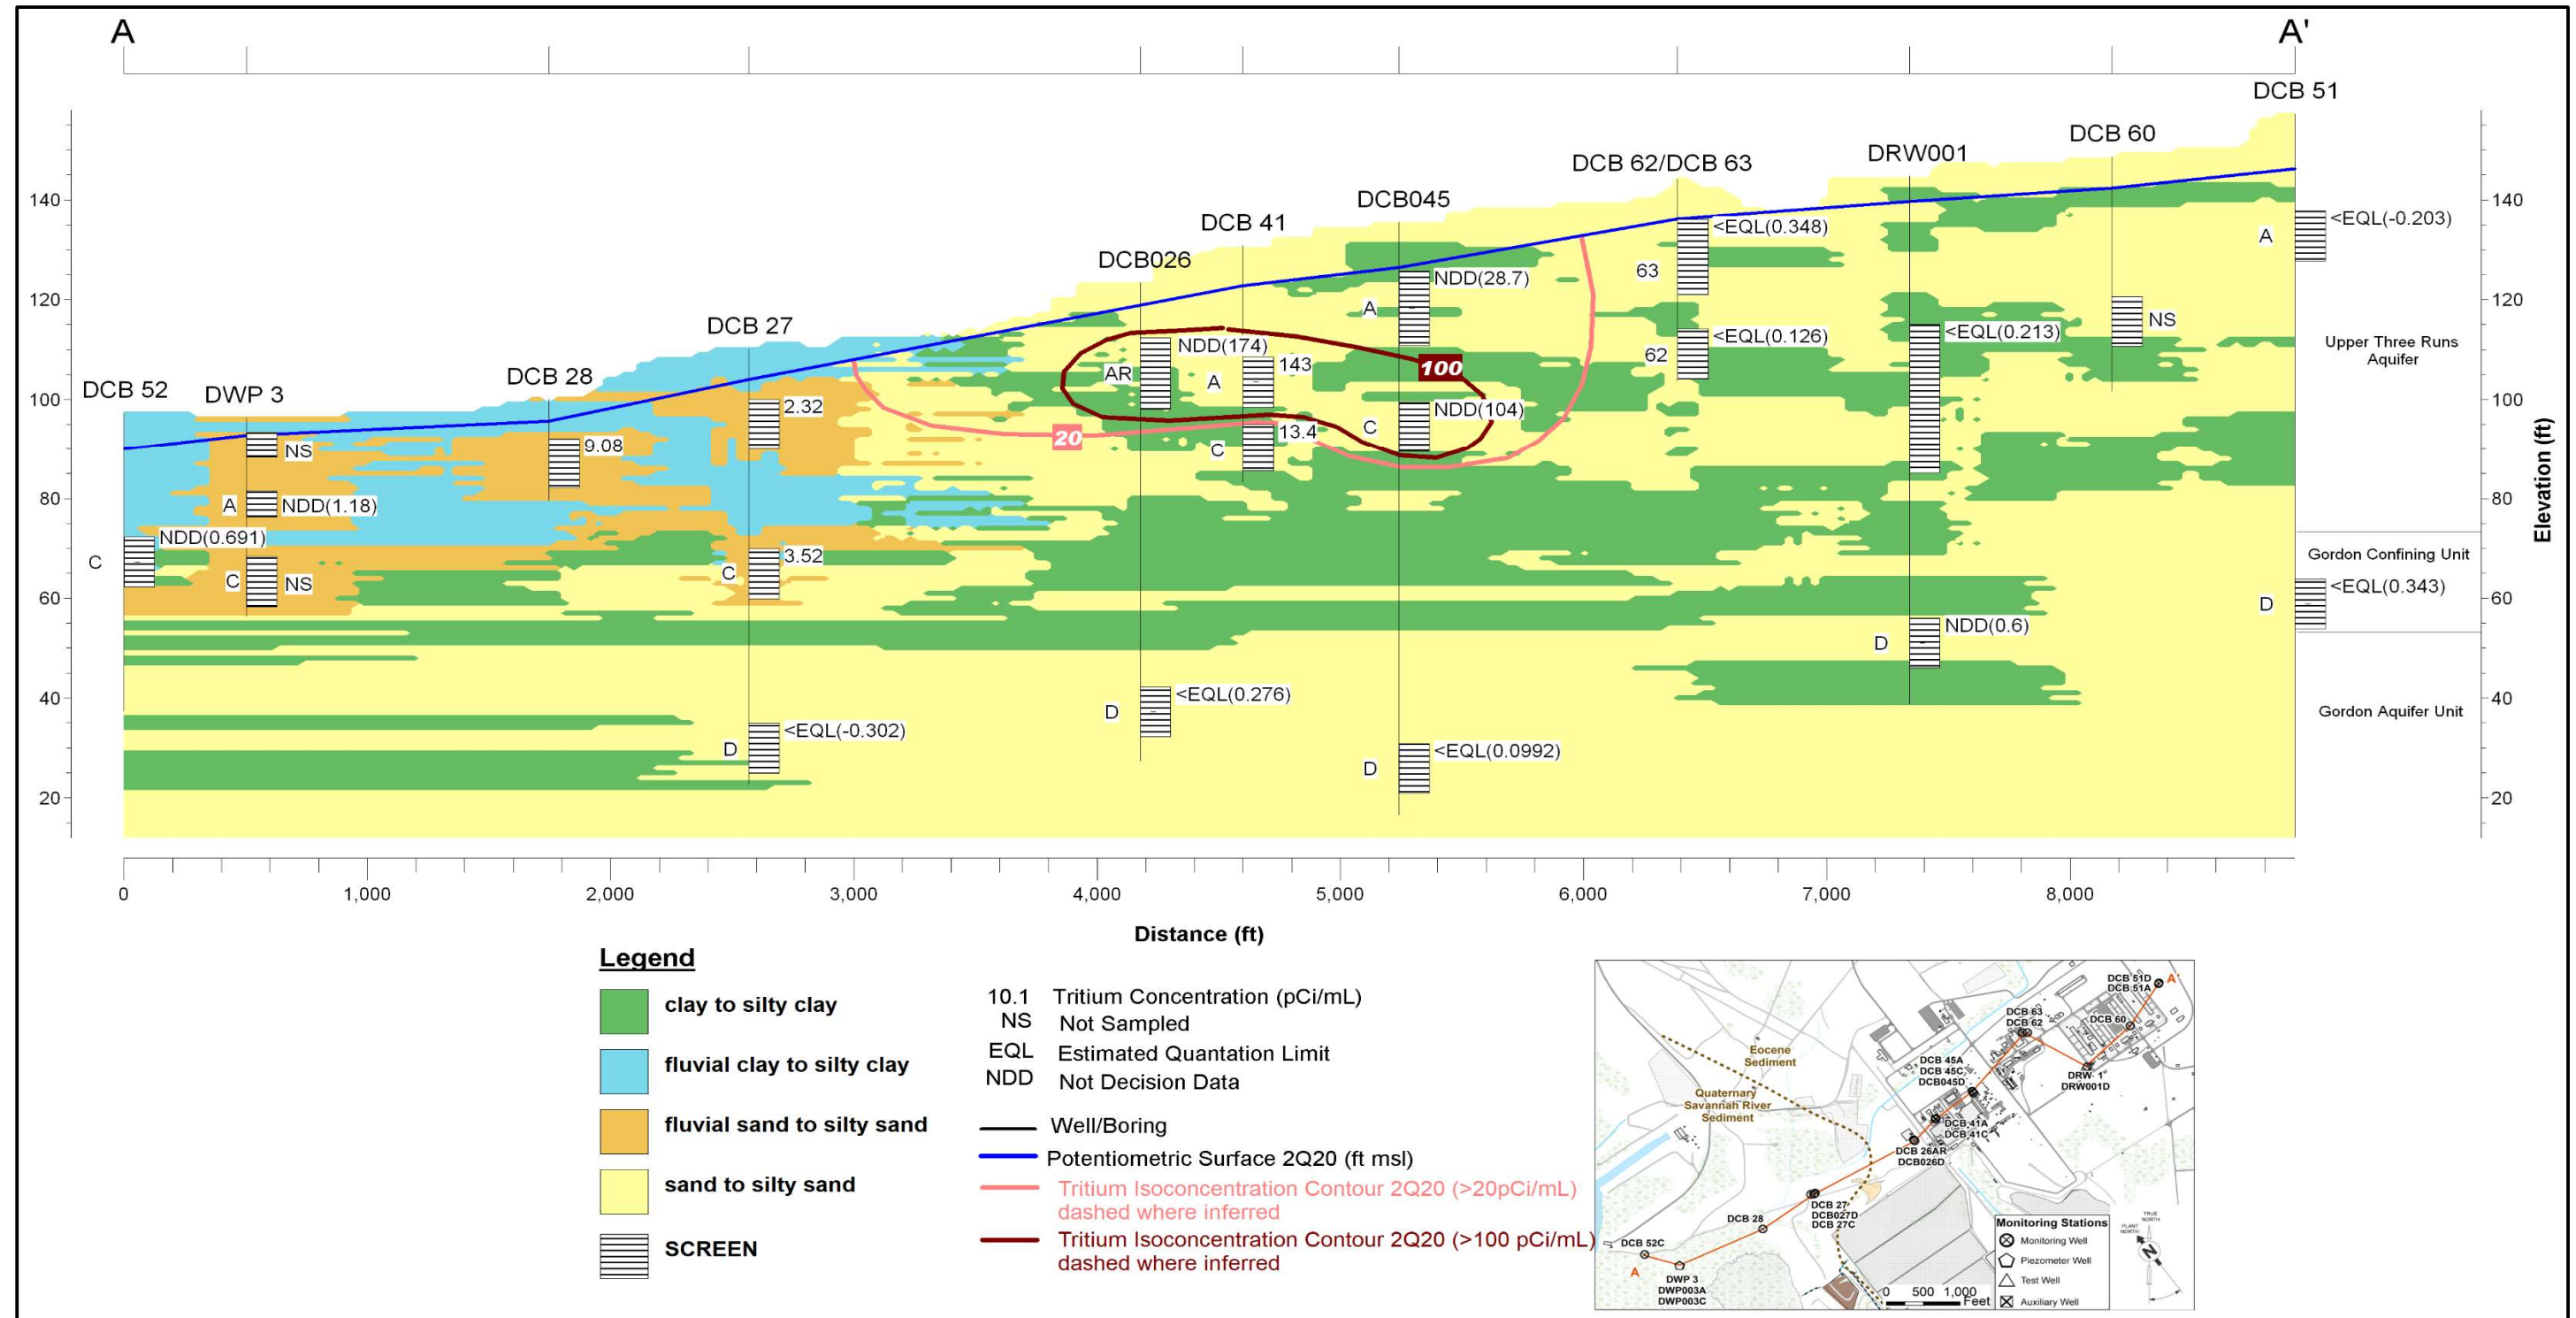 A
A'
DCB 51
DCB 60
DRW001
DCB 62/DCB 63
DCB045
DCB 41
DCB026
DCB 27
DCB 28
DCB 52
DWP 3
140
120
100
80
60
40
20
140
120
100
80
60
40
20
Elevation (ft)
Upper Three Runs
Aquifer
Gordon Confining Unit
Gordon Aquifer Unit
C
NDD(0.691)
NS
A
NDD(1.18)
C
NS
9.08
2.32
C
3.52
D
<EQL(-0.302)
20
AR
NDD(174)
D
<EQL(0.276)
A
143
C
13.4
A
NDD(28.7)
100
C
NDD(104)
D
<EQL(0.0992)
<EQL(0.348)
63
<EQL(0.126)
62
<EQL(0.213)
D
NDD(0.6)
NS
A
<EQL(-0.203)
D
<EQL(0.343)
0
1,000
2,000
3,000
4,000
5,000
6,000
7,000
8,000
Distance (ft)
Legend
clay to silty clay
fluvial clay to silty clay
fluvial sand to silty sand
sand to silty sand
SCREEN
10.1 Tritium Concentration (pCi/mL)
NS Not Sampled
EQL Estimated Quantation Limit
NDD Not Decision Data
Well/Boring
Potentiometric Surface 2Q20 (ft msl)
Tritium Isoconcentration Contour 2Q20 (>20pCi/mL)
dashed where inferred
Tritium Isoconcentration Contour 2Q20 (>100 pCi/mL)
dashed where inferred
DCB 51D
DCB 51A
A'
DCB 60
DCB 63
DCB 62
DRW 1
DRW001D
DCB 45A
DCB 45C
DCB045D
DCB 41A
DCB 41C
DCB 26AR
DCB026D
DCB 27
DCB027D
DCB 27C
DCB 28
DCB 52C
A
DWP 3
DWP003A
DWP003C
Eocene
Sediment
Quaternary
Savannah River
Sediment
Monitoring Stations
Monitoring Well
Piezometer Well
Test Well
Auxiliary Well
0 500 1,000
Feet
TRUE
NORTH
PLANT
NORTH
N